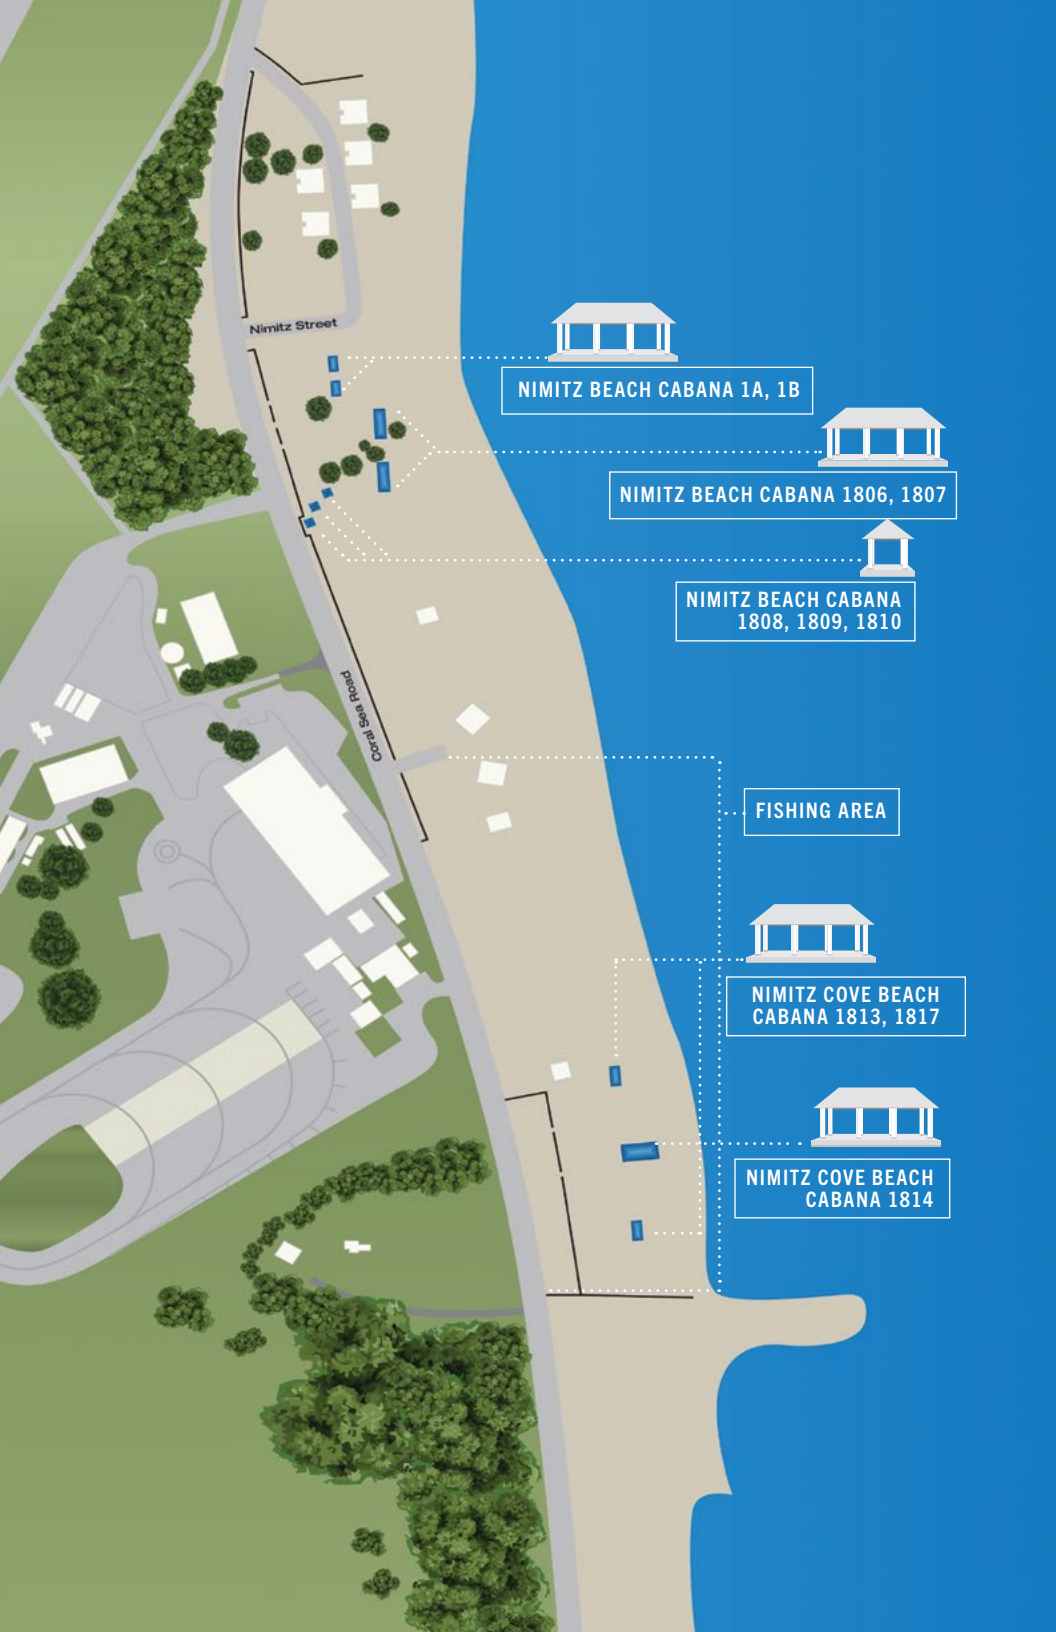 Nimitz Street
NIMITZ BEACH CABANA 1A, 1B
NIMITZ BEACH CABANA 1806, 1807
NIMITZ BEACH CABANA
1808, 1809, 1810
Coral Sea Road
FISHING AREA
NIMITZ COVE BEACH
CABANA 1813, 1817
NIMITZ COVE BEACH
CABANA 1814